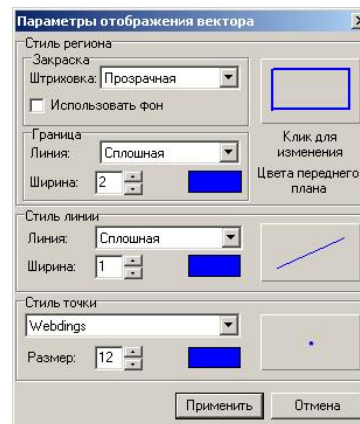 Параметры отображения вектора
Стиль региона
Закраска
Штриховка: Прозрачная
Использовать фон
Граница
Линия: Сплошная
Ширина: 2
Клик для
изменения
Цвета переднего
плана
Стиль линии
Линия: Сплошная
Ширина: 1
Стиль точки
Webdings
Размер: 12
Применить Отмена